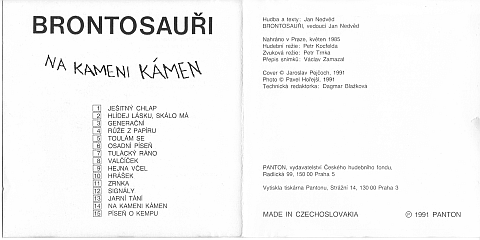 BRONTOSAUŘI
NA KAMENI KÁMEN
1 JEŠITNÝ CHLAP
2 HLÍDEJ LÁSKU, SKÁLO MÁ
3 GENERAČNÍ
4 RŮŽE Z PAPÍRU
5 TOULÁM SE
6 OSADNÍ PÍSEŇ
7 TULÁCKÝ RÁNO
8 VALČÍČEK
9 HEJNA VRAN
10 HRÁŠEK
11 ZRNKA
12 SIGNÁLY
13 JARNÍ TÁNÍ
14 NA KAMENI KÁMEN
15 PÍSEŇ O KEMPU
Hudba a texty: Jan Nedvěd
BRONTOSAUŘI, vedoucí Jan Nedvěd
Nahráno v Praze, květen 1985
Hudební režie: Petr Kocfelda
Zvuková režie: Petr Trnka
Přepis snímků: Václav Zamazal
Cover © Jaroslav Pejčoch, 1991
Photo © Pavel Hořejší, 1991
Technická redaktorka: Dagmar Blažková
PANTON, vydavatelství Českého hudebního fondu,
Radlická 99, 150 00 Praha 5
Vytiskla tiskárna Pantonu, Strážní 14, 130 00 Praha 3
MADE IN CZECHOSLOVAKIA
℗ 1991 PANTON